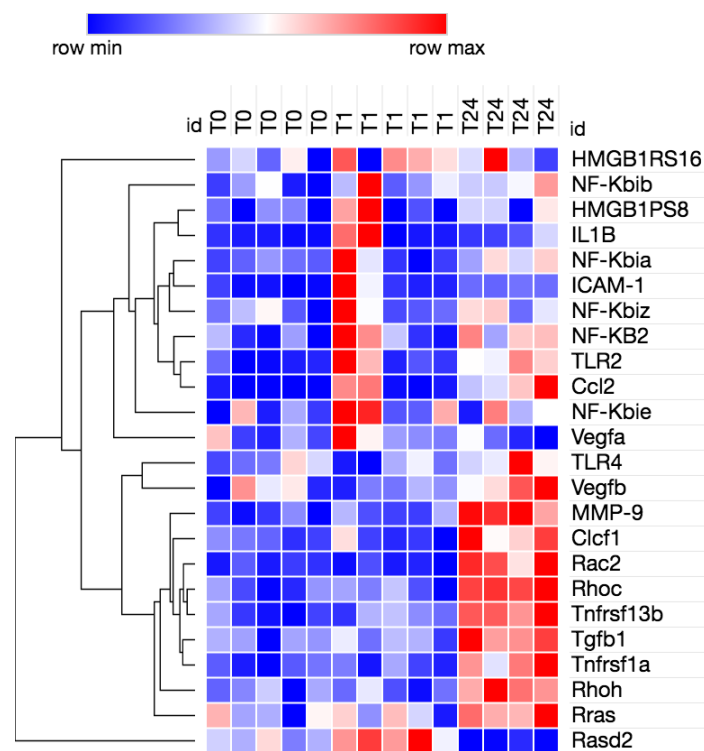 row min row max
id T0 T0 T0 T0 T0 T1 T1 T1 T1 T1 T24 T24 T24 T24 id
HMGB1RS16
NF-Kbib
HMGB1PS8
IL1B
NF-Kbia
ICAM-1
NF-Kbiz
NF-KB2
TLR2
Ccl2
NF-Kbie
Vegfa
TLR4
Vegfb
MMP-9
Clcf1
Rac2
Rhoc
Tnfrsf13b
Tgfb1
Tnfrsf1a
Rhoh
Rras
Rasd2